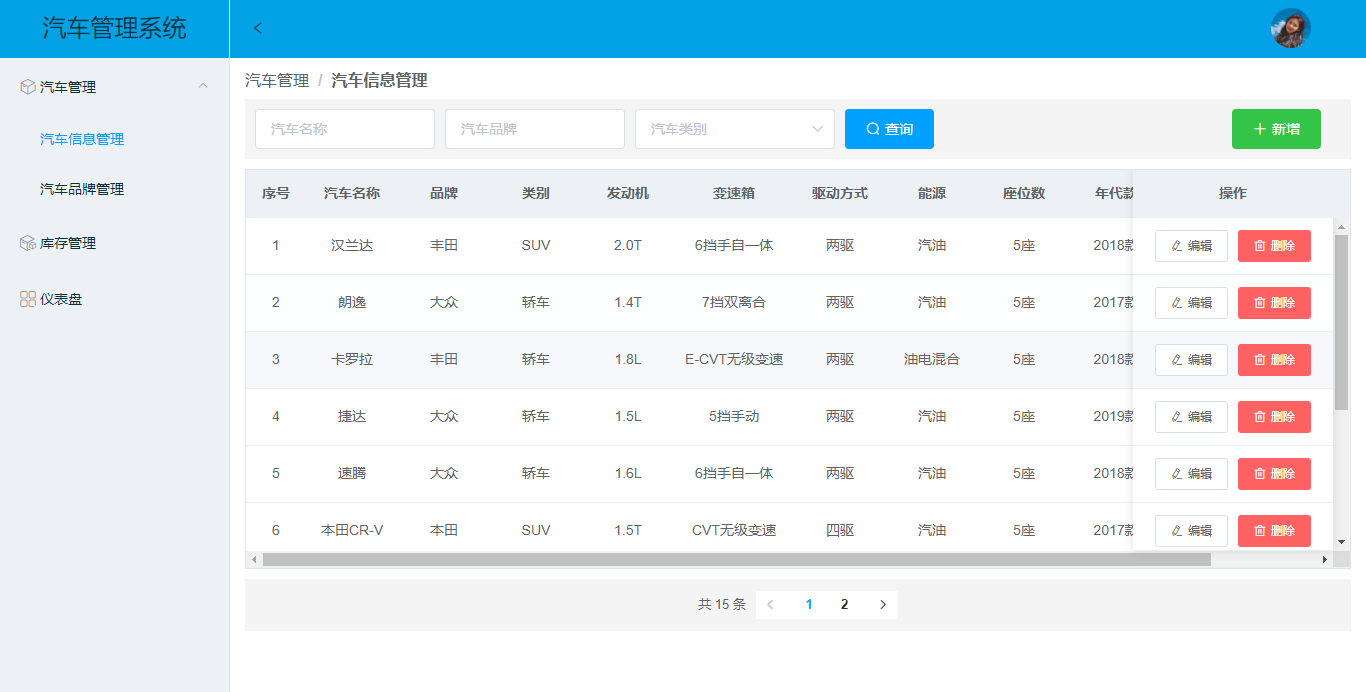 汽车管理系统
汽车管理
汽车信息管理
汽车品牌管理
库存管理
仪表盘
汽车管理 / 汽车信息管理
汽车名称 汽车品牌 汽车类别 查询 新增
序号 汽车名称 品牌 类别 发动机 变速箱 驱动方式 能源 座位数 年代款 操作
1 汉兰达 丰田 SUV 2.0T 6挡手自一体 两驱 汽油 5座 2018款 编辑 删除
2 朗逸 大众 轿车 1.4T 7挡双离合 两驱 汽油 5座 2017款 编辑 删除
3 卡罗拉 丰田 轿车 1.8L E-CVT无级变速 两驱 油电混合 5座 2018款 编辑 删除
4 捷达 大众 轿车 1.5L 5挡手动 两驱 汽油 5座 2019款 编辑 删除
5 速腾 大众 轿车 1.6L 6挡手自一体 两驱 汽油 5座 2018款 编辑 删除
6 本田CR-V 本田 SUV 1.5T CVT无级变速 四驱 汽油 5座 2017款 编辑 删除
共 15 条 1 2